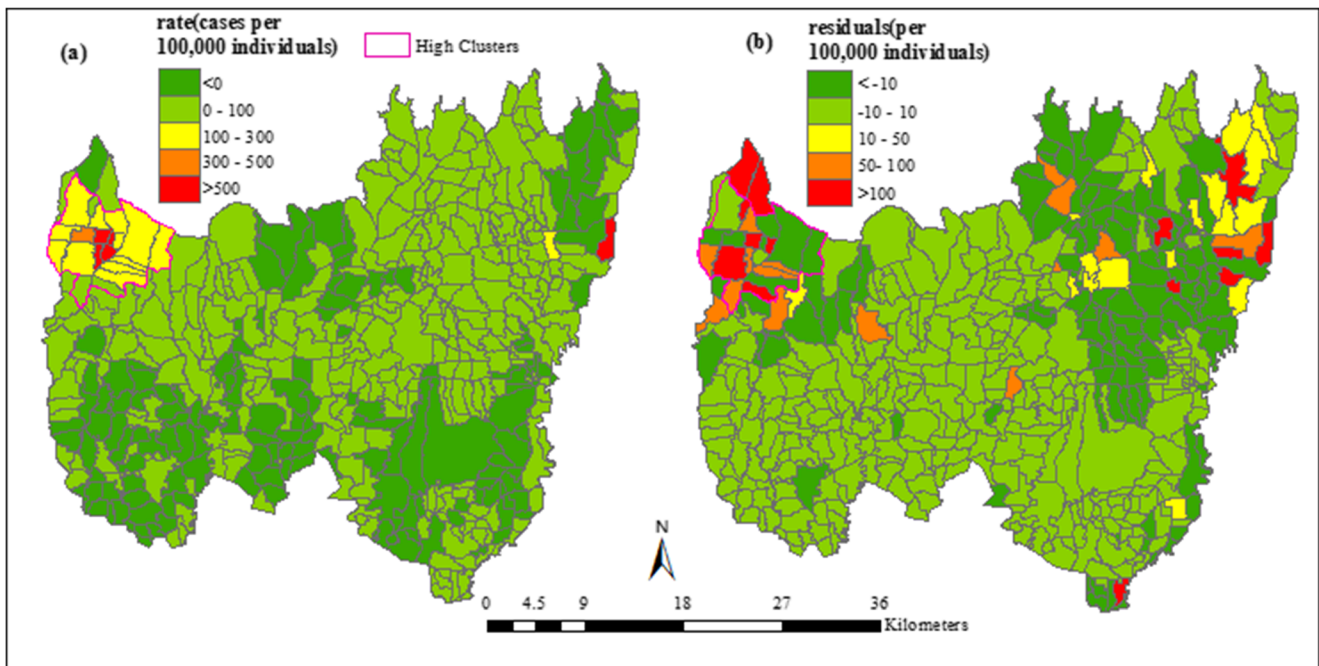 (a)
rate(cases per
100,000 individuals)
<0
0 - 100
100 - 300
300 - 500
>500
High Clusters
(b)
residuals(per
100,000 individuals)
< -10
-10 - 10
10 - 50
50- 100
>100
N
0 4.5 9 18 27 36
Kilometers